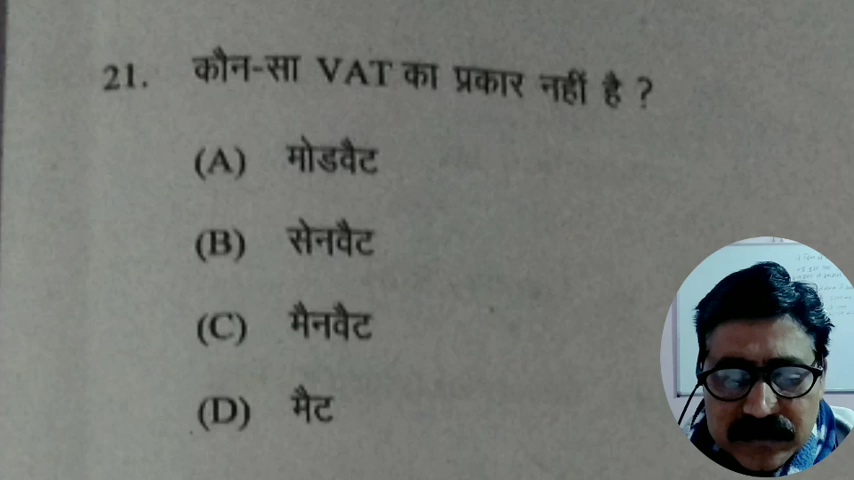 21. कौन-सा VAT का प्रकार नहीं है ?
(A) मोडवैट
(B) सेनवैट
(C) मैनवैट
(D) मैट